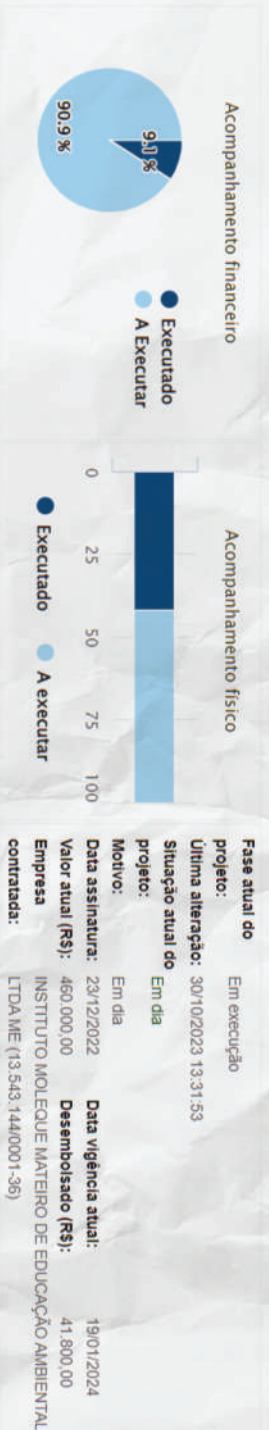 Acompanhamento financeiro
9.1 %
90.9 %
Executado
A Executar
Acompanhamento físico
0 25 50 75 100
Executado A executar
Fase atual do projeto: Em execução
Última alteração: 30/10/2023 13:31:53
Situação atual do projeto: Em dia
Motivo: Em dia
Data assinatura: 23/12/2022 Data vigência atual: 19/01/2024
Valor atual (R$): 460.000,00 Desembolsado (R$): 41.800,00
Empresa contratada: INSTITUTO MOLEQUE MATEIRO DE EDUCAÇÃO AMBIENTAL
LTDA ME (13.543.144/0001-36)